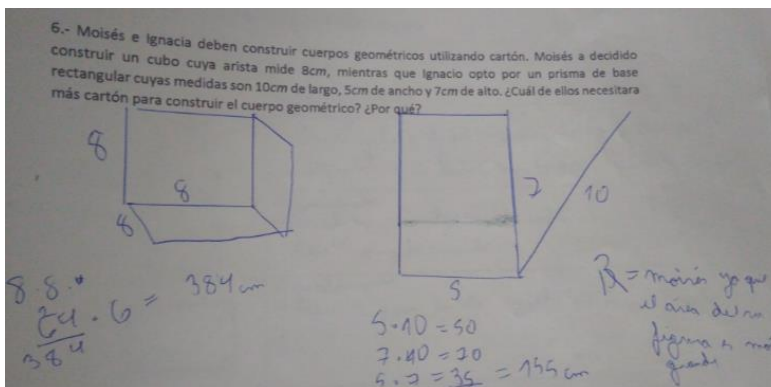 6.- Moisés e Ignacia deben construir cuerpos geométricos utilizando cartón. Moisés a decidido
construir un cubo cuya arista mide 8cm, mientras que Ignacio opto por un prisma de base
rectangular cuyas medidas son 10cm de largo, 5cm de ancho y 7cm de alto. ¿Cuál de ellos necesitara
más cartón para construir el cuerpo geométrico? ¿Por qué?
8
8
8
7
10
5
8.8.
64.6= 384 cm
384
5.10=50
7.10=70
5.7=35 = 155 cm
R= moisés ya que
el area de su
figura es más
grande